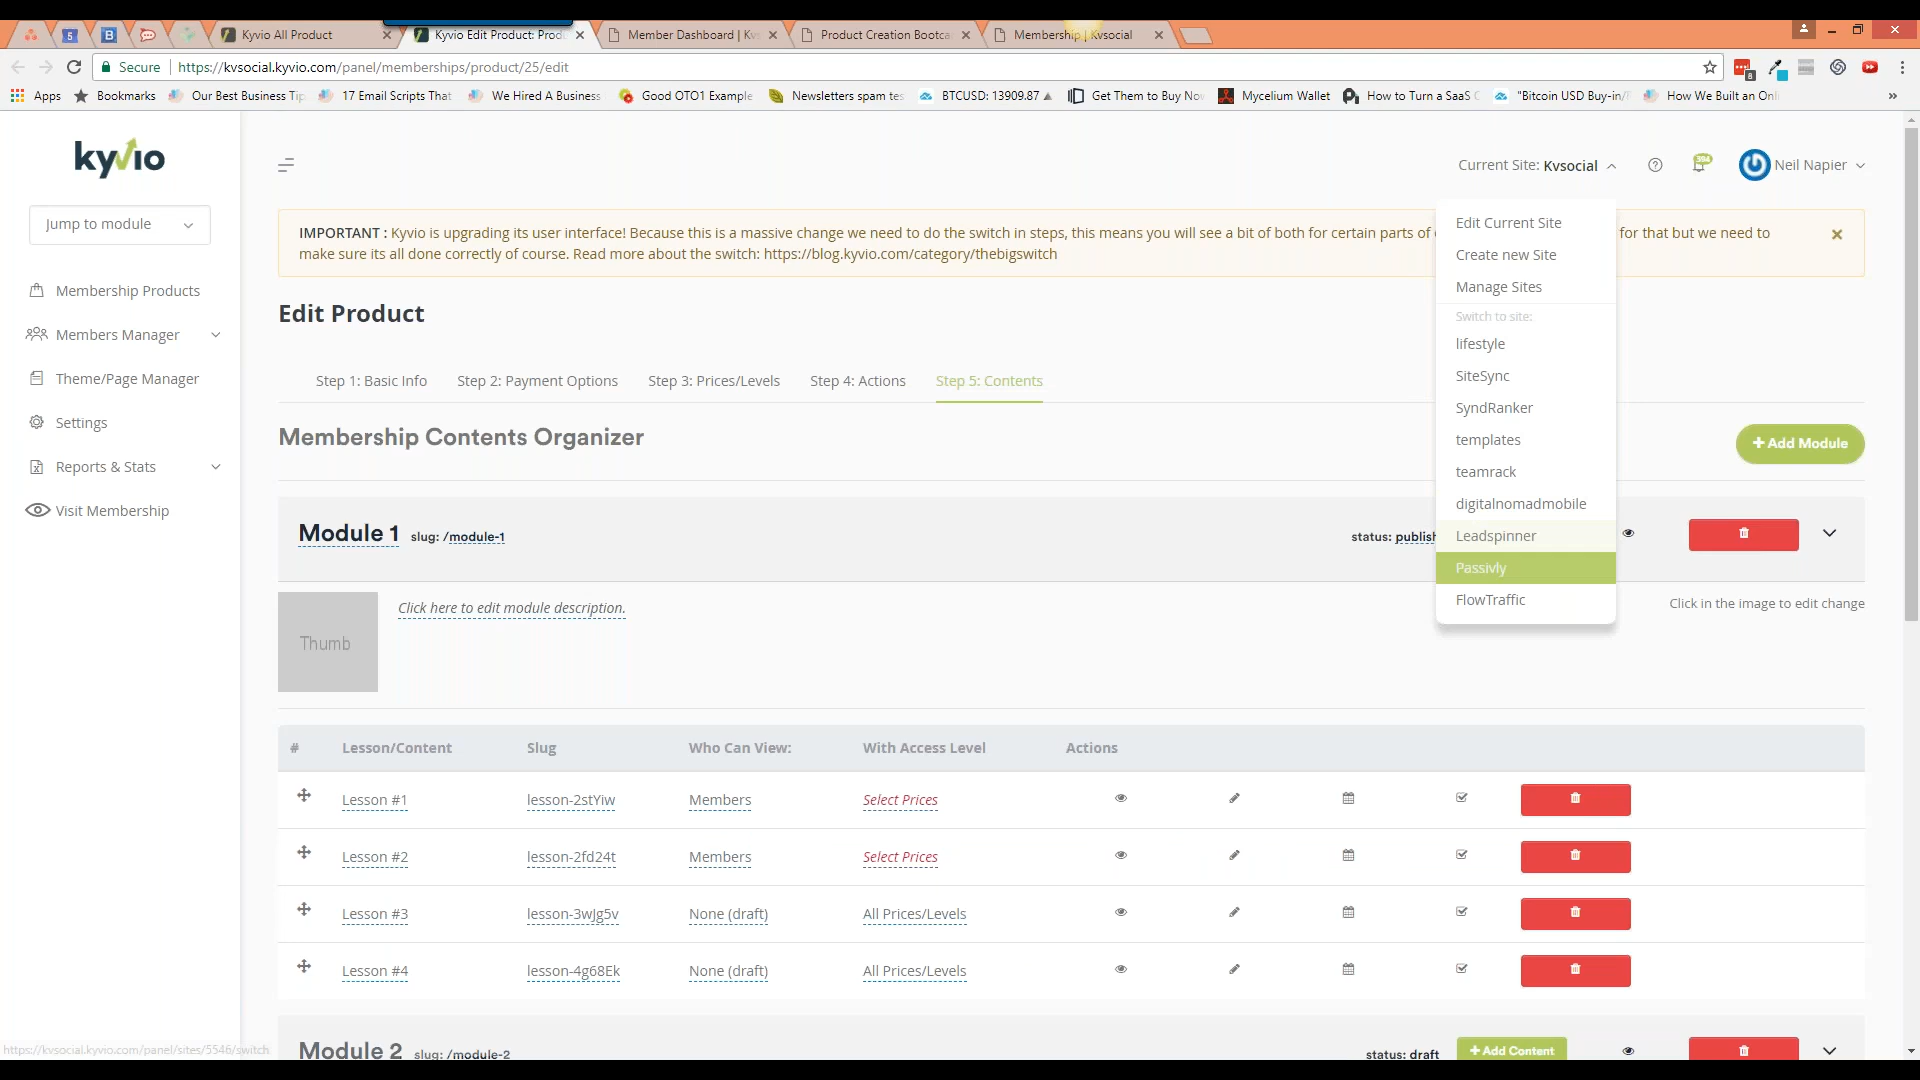 Kyvio All Product
Kyvio Edit Product: Prod
Member Dashboard | Kv
Product Creation Bootca
Membership | Kvsocial
Secure
https://kvsocial.kyvio.com/panel/memberships/product/25/edit
Apps
Bookmarks
Our Best Business Tip
17 Email Scripts That
We Hired A Business
Good OTO1 Example
Newsletters spam tes
BTCUSD: 13909.87
Get Them to Buy Now
Mycelium Wallet
How to Turn a SaaS C
"Bitcoin USD Buy-in/F
How We Built an Onl
»
kyvio
Jump to module
Membership Products
Members Manager
Theme/Page Manager
Settings
Reports & Stats
Visit Membership
Current Site: Kvsocial
394
Neil Napier
IMPORTANT : Kyvio is upgrading its user interface! Because this is a massive change we need to do the switch in steps, this means you will see a bit of both for certain parts of
for that but we need to
make sure its all done correctly of course. Read more about the switch: https://blog.kyvio.com/category/thebigswitch
Edit Current Site
Create new Site
Manage Sites
Switch to site:
lifestyle
SiteSync
SyndRanker
templates
teamrack
digitalnomadmobile
Leadspinner
Passivly
FlowTraffic
Edit Product
Step 1: Basic Info
Step 2: Payment Options
Step 3: Prices/Levels
Step 4: Actions
Step 5: Contents
Membership Contents Organizer
+ Add Module
Module 1 slug: /module-1
status: publish
Thumb
Click here to edit module description.
Click in the image to edit change
# Lesson/Content Slug Who Can View: With Access Level Actions
Lesson #1 lesson-2stYiw Members Select Prices
Lesson #2 lesson-2fd24t Members Select Prices
Lesson #3 lesson-3wJg5v None (draft) All Prices/Levels
Lesson #4 lesson-4g68Ek None (draft) All Prices/Levels
Module 2 slug: /module-2
status: draft
+ Add Content
https://kvsocial.kyvio.com/panel/sites/5546/switch